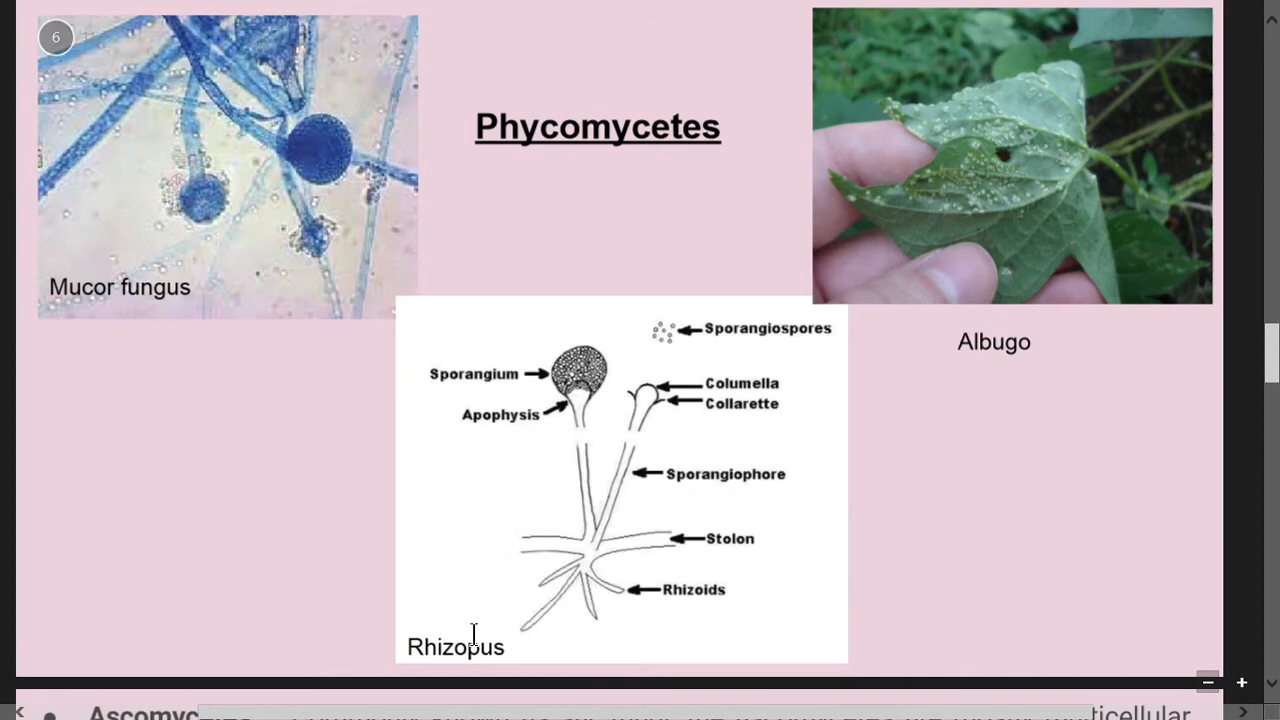 6
Phycomycetes
Mucor fungus
Albugo
Sporangiospores
Sporangium
Columella
Apophysis
Collarette
Sporangiophore
Stolon
Rhizoids
Rhizopus